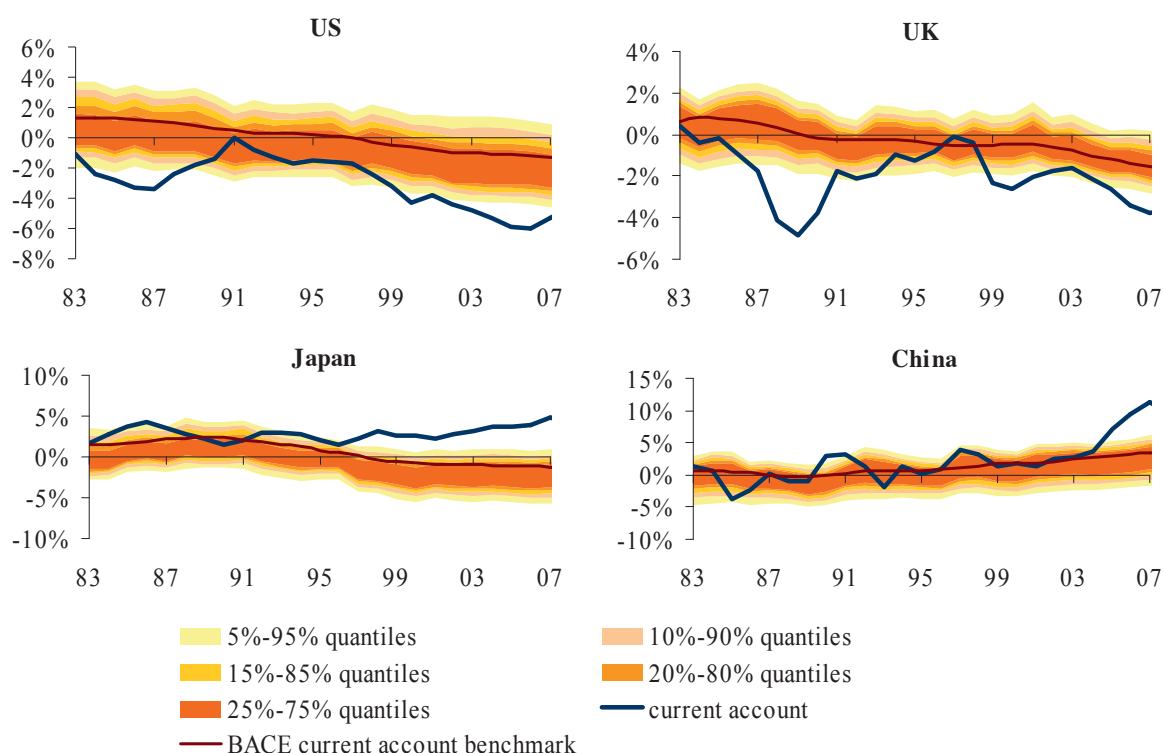 US
6%
4%
2%
0%
-2%
-4%
-6%
-8%
83 87 91 95 99 03 07
UK
4%
2%
0%
-2%
-4%
-6%
83 87 91 95 99 03 07
Japan
10%
5%
0%
-5%
-10%
83 87 91 95 99 03 07
China
15%
10%
5%
0%
-5%
-10%
83 87 91 95 99 03 07
5%-95% quantiles
10%-90% quantiles
15%-85% quantiles
20%-80% quantiles
25%-75% quantiles
current account
BACE current account benchmark